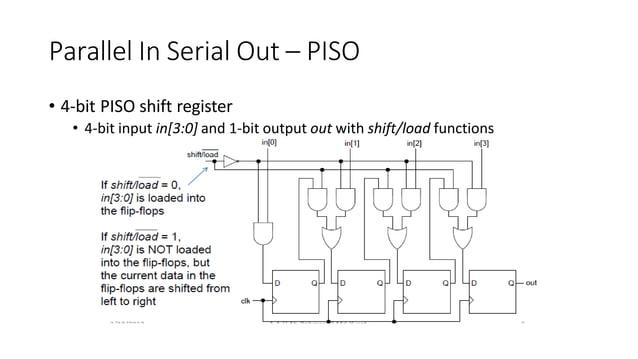 Parallel In Serial Out – PISO
• 4-bit PISO shift register
• 4-bit input in[3:0] and 1-bit output out with shift/load functions
in[0] in[1] in[2] in[3]
shift/load
If shift/load = 0,
in[3:0] is loaded into
the flip-flops
If shift/load = 1,
in[3:0] is NOT loaded
into the flip-flops, but
the current data in the
flip-flops are shifted from
left to right
D Q D Q D Q D Q out
clk